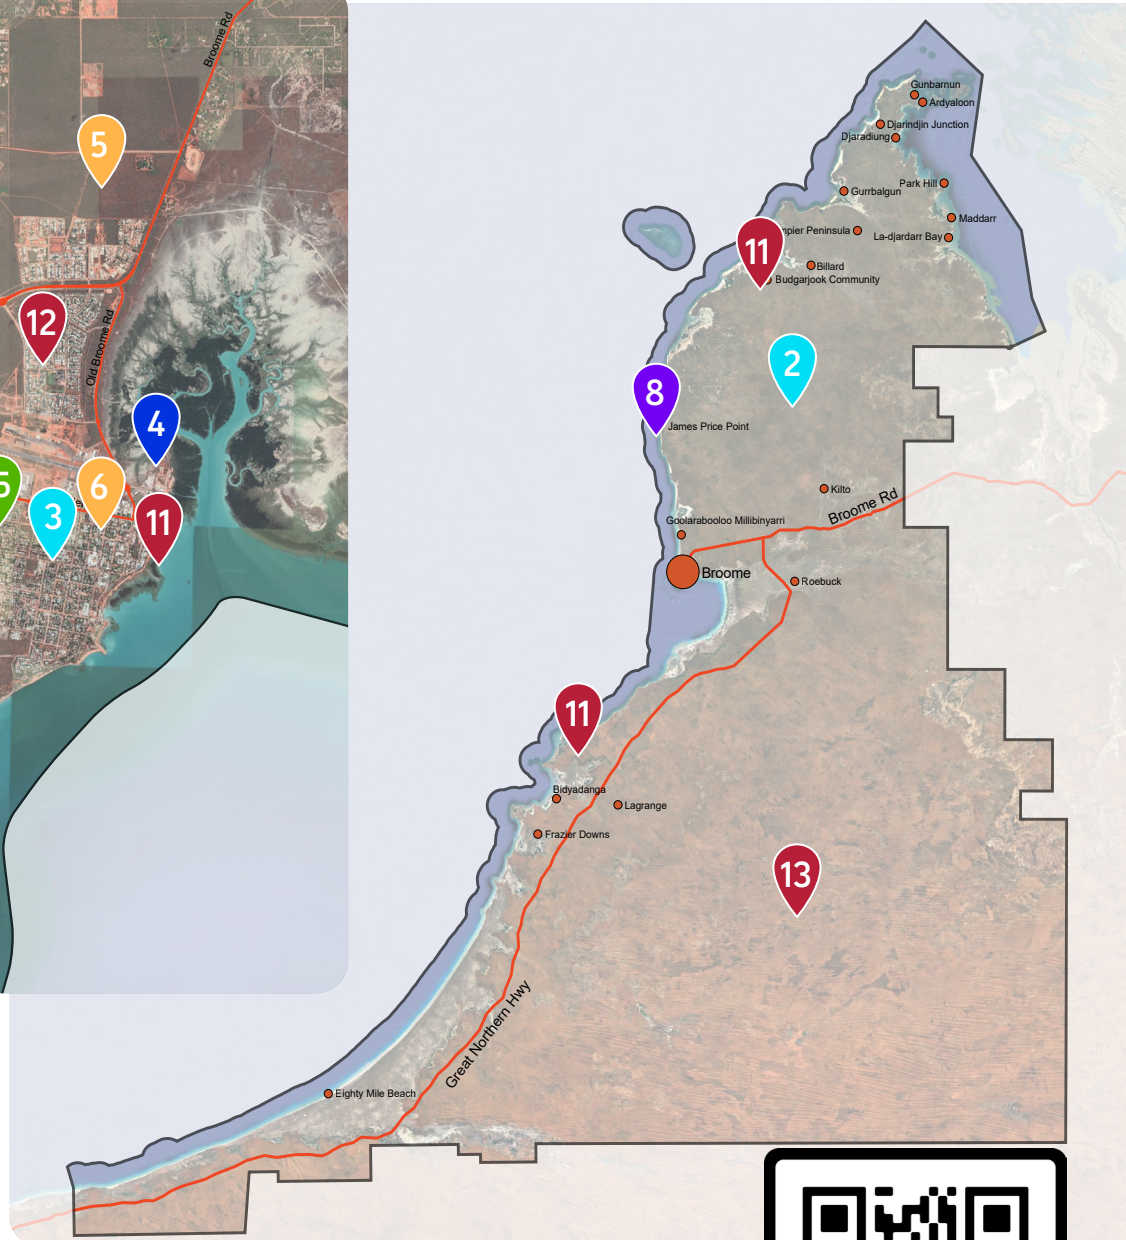 Broome Rd
5
12
Old Broome Rd
4
5
6
3
11
Gunbarnun
Ardyaloon
Djarindjin Junction
Djaradiung
Park Hill
Gurrbalgun
Maddarr
Peninsula
La-djardarr Bay
11
Billard
Budgarjook Community
2
8
James Price Point
Kilto
Broome Rd
Goolarabooloo Millibinyarri
Broome
Roebuck
11
Bidyadanga
Lagrange
Frazier Downs
13
Great Northern Hwy
Eighty Mile Beach